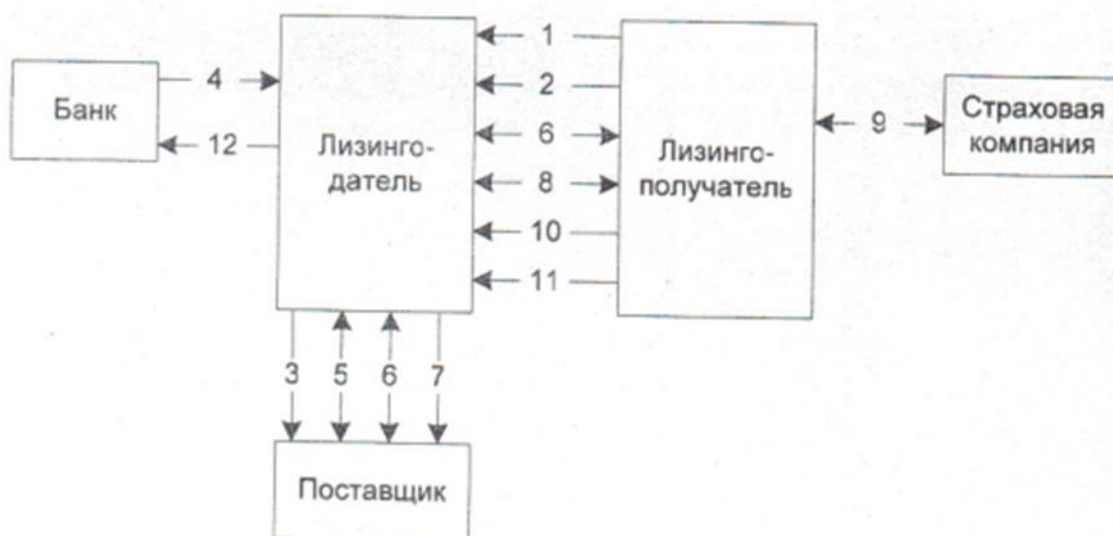 1
4
2
Банк
Страховая
компания
9
6
12
Лизинго-
датель
Лизинго-
получатель
8
10
11
3
5
6
7
Поставщик